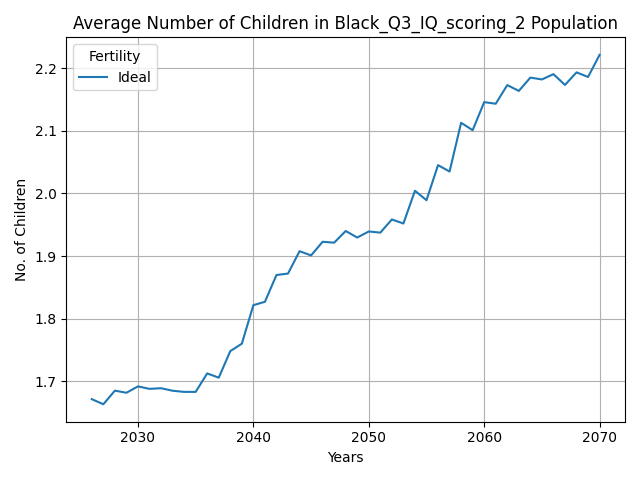 Average Number of Children in Black_Q3_IQ_scoring_2 Population
Fertility
Ideal
No. of Children
2.2
2.1
2.0
1.9
1.8
1.7
2030 2040 2050 2060 2070
Years